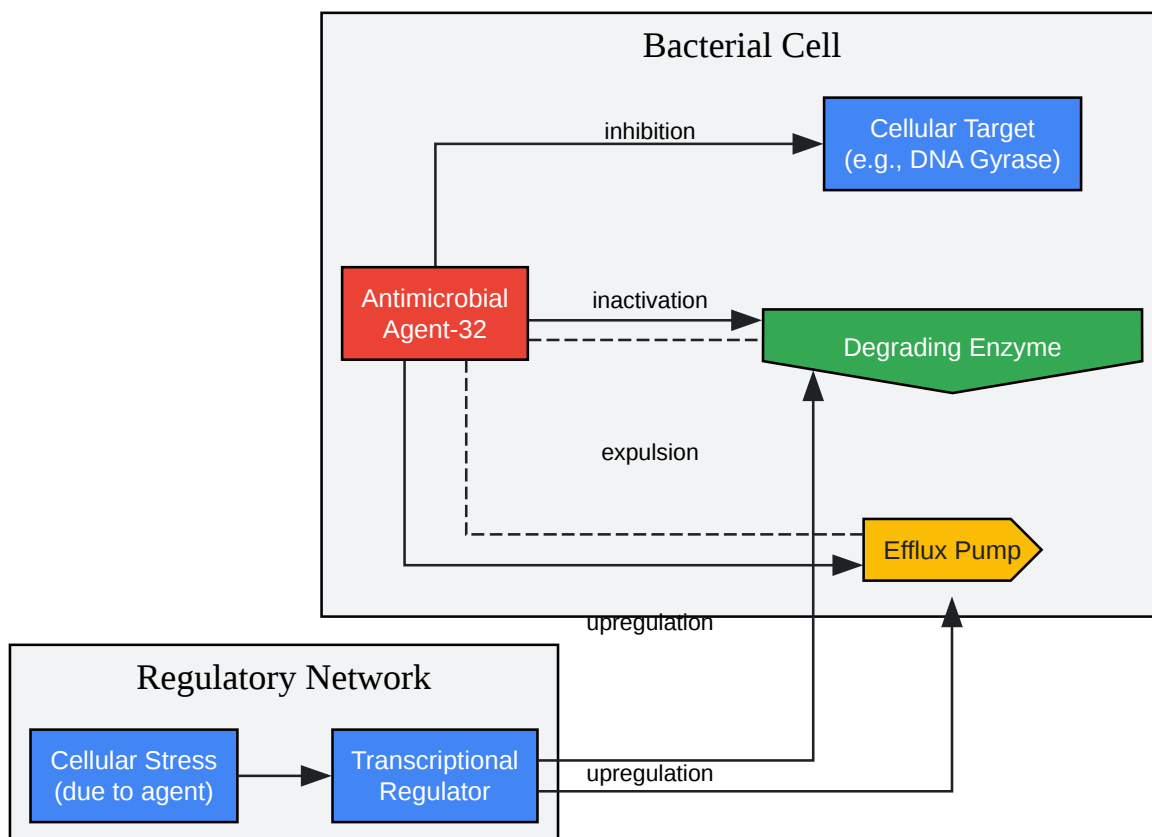 Bacterial Cell
inhibition
Cellular Target
(e.g., DNA Gyrase)
Antimicrobial
Agent-32
inactivation
Degrading Enzyme
expulsion
Efflux Pump
upregulation
Regulatory Network
Cellular Stress
(due to agent)
Transcriptional
Regulator
upregulation